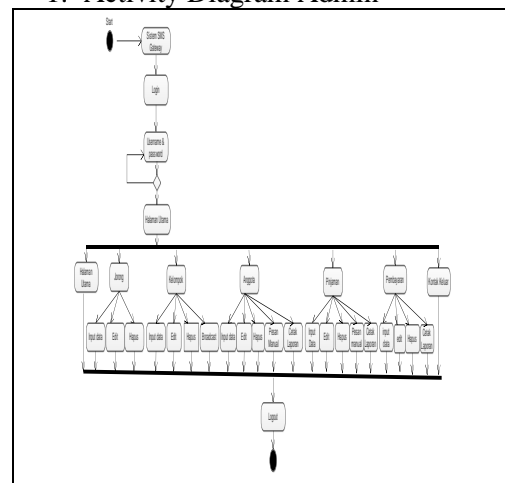 1. Activity Diagram Admin
Start
Sistem SMS
Gateway
Login
Username &
password
Halaman Utama
Halaman
Utama
Jorong
Kelompok
Anggota
Pinjaman
Pembayaran
Kontak Keluar
Input data
Edit
Hapus
Input data
Edit
Hapus
Broadcast
Input data
Edit
Hapus
Pesan
Manual
Cetak
Laporan
Input
Data
Edit
Hapus
Pesan
manual
Cetak
Laporan
Input
data
edit
Hapus
Cetak
Laporan
Logout